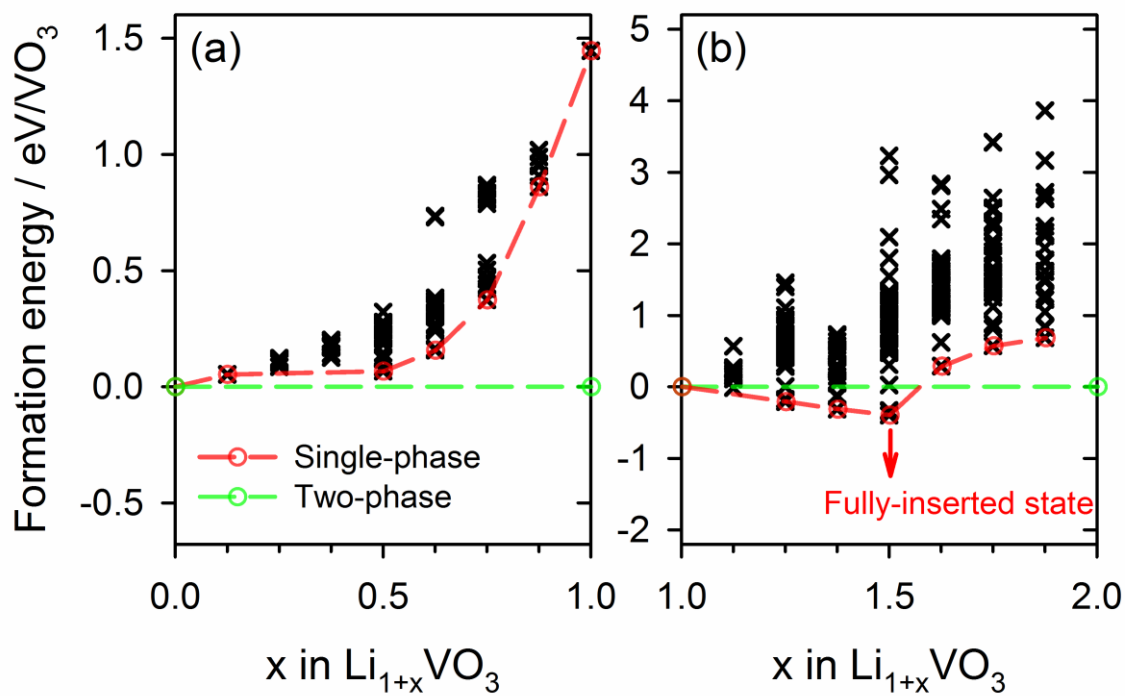 Formation energy / eV/VO₃
(a)
1.5
1.0
0.5
0.0
-0.5
Single-phase
Two-phase
0.0 0.5 1.0
x in Li₁₊ₓVO₃
(b)
5
4
3
2
1
0
-1
-2
Fully-inserted state
1.0 1.5 2.0
x in Li₁₊ₓVO₃